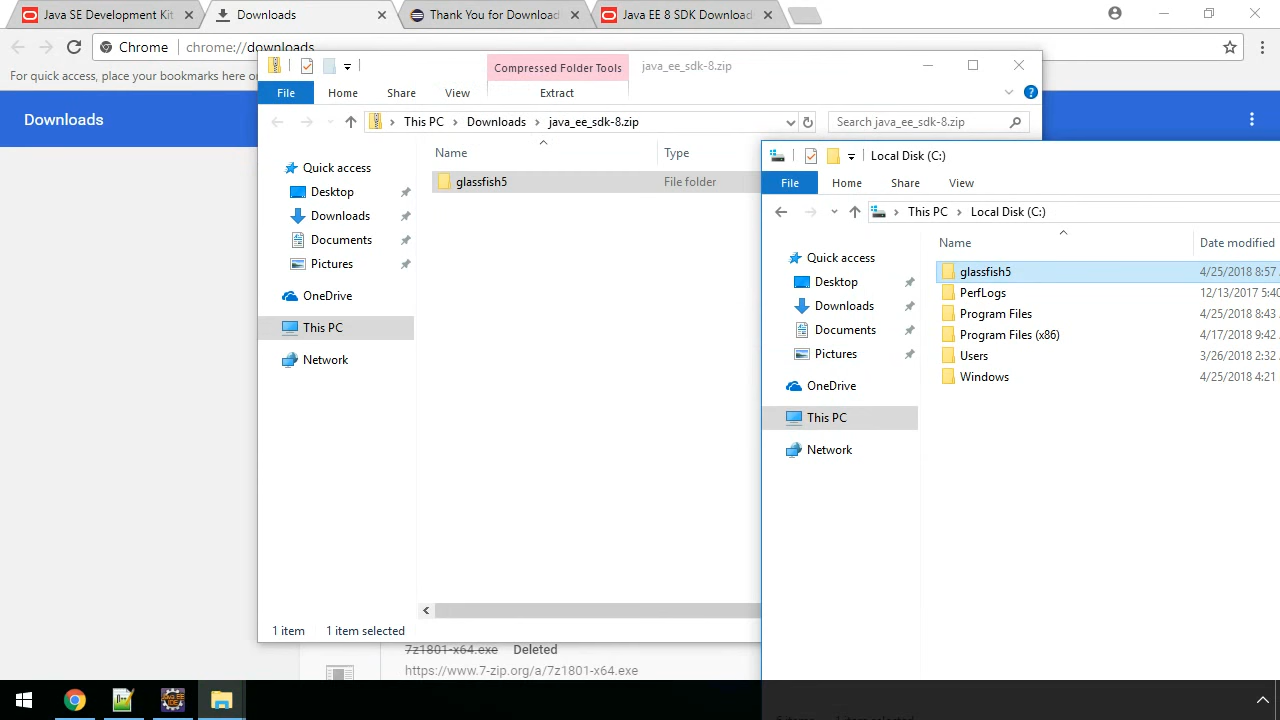 Java SE Development Kit
Downloads
Thank You for Download
Java EE 8 SDK Download
Chrome
chrome://downloads
For quick access, place your bookmarks here o
Downloads
Compressed Folder Tools
java_ee_sdk-8.zip
File
Home
Share
View
Extract
This PC
Downloads
java_ee_sdk-8.zip
Search java_ee_sdk-8.zip
Name
Type
Quick access
Desktop
Downloads
Documents
Pictures
OneDrive
This PC
Network
glassfish5
File folder
1 item
1 item selected
Local Disk (C:)
File
Home
Share
View
This PC
Local Disk (C:)
Name
Date modified
Quick access
Desktop
Downloads
Documents
Pictures
OneDrive
This PC
Network
glassfish5
4/25/2018 8:57
PerfLogs
12/13/2017 5:40
Program Files
4/25/2018 8:43
Program Files (x86)
4/17/2018 9:42
Users
3/26/2018 2:32
Windows
4/25/2018 4:21
7z1801-x64.exe
Deleted
https://www.7-zip.org/a/7z1801-x64.exe